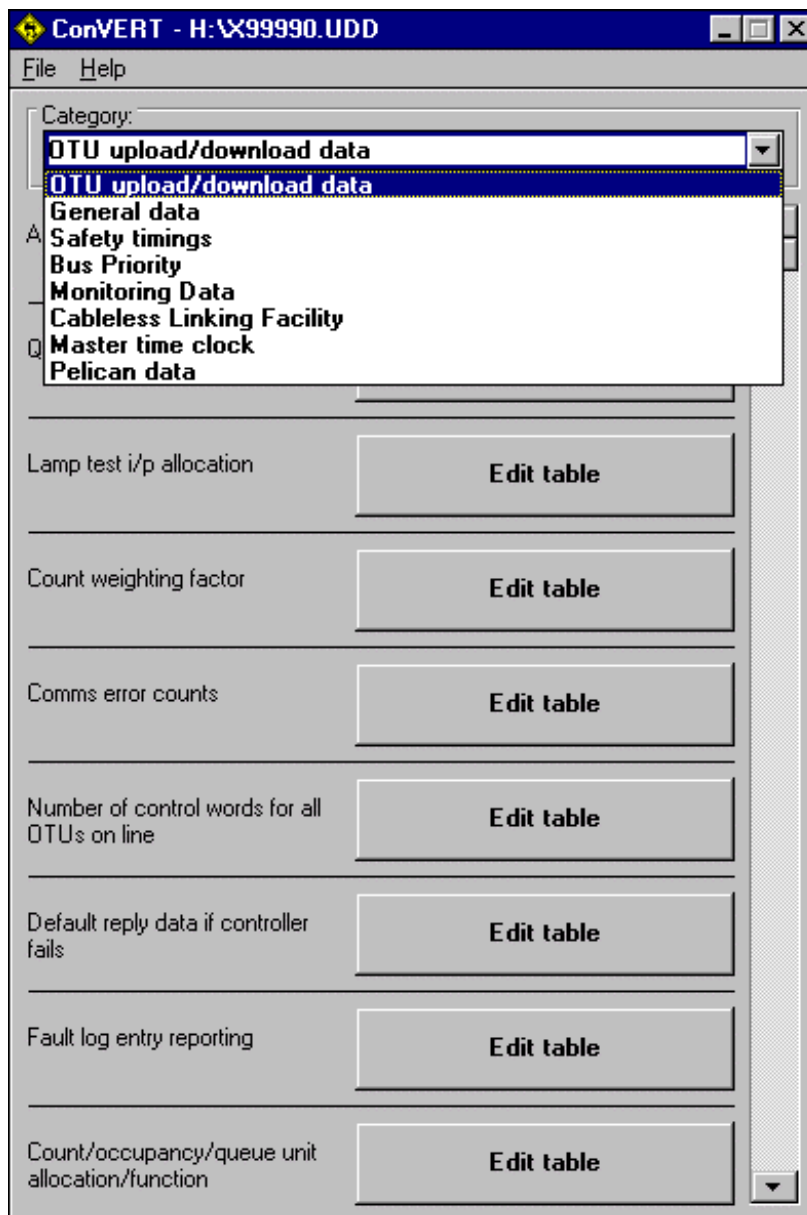 ConVERT - H:\X99990.UDD
File Help
Category:
OTU upload/download data
OTU upload/download data
General data
Safety timings
Bus Priority
Monitoring Data
Cableless Linking Facility
Master time clock
Pelican data
Lamp test i/p allocation
Edit table
Count weighting factor
Edit table
Comms error counts
Edit table
Number of control words for all
OTUs on line
Edit table
Default reply data if controller
fails
Edit table
Fault log entry reporting
Edit table
Count/occupancy/queue unit
allocation/function
Edit table